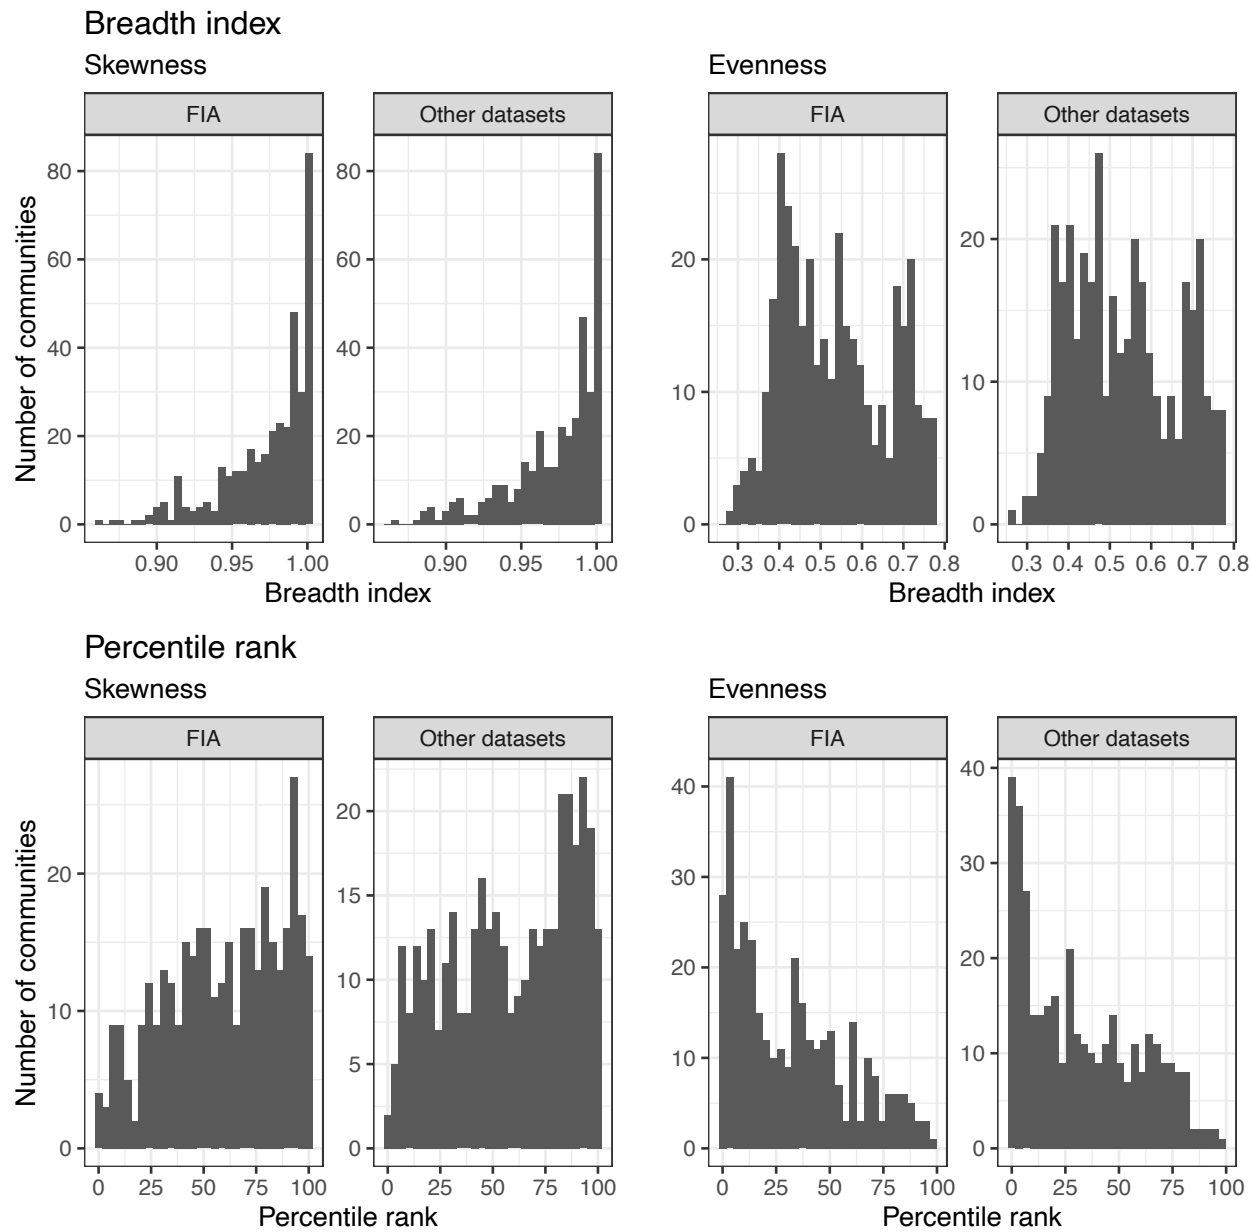 Breadth index
Skewness
Evenness
FIA
Other datasets
FIA
Other datasets
Number of communities
80
60
40
20
0
80
60
40
20
0
20
10
0
20
10
0
0.90 0.95 1.00
0.90 0.95 1.00
0.3 0.4 0.5 0.6 0.7 0.8
0.3 0.4 0.5 0.6 0.7 0.8
Breadth index
Breadth index
Percentile rank
Skewness
Evenness
FIA
Other datasets
FIA
Other datasets
Number of communities
20
10
0
20
15
10
5
0
40
30
20
10
0
40
30
20
10
0
0 25 50 75 100
0 25 50 75 100
0 25 50 75 100
0 25 50 75 100
Percentile rank
Percentile rank